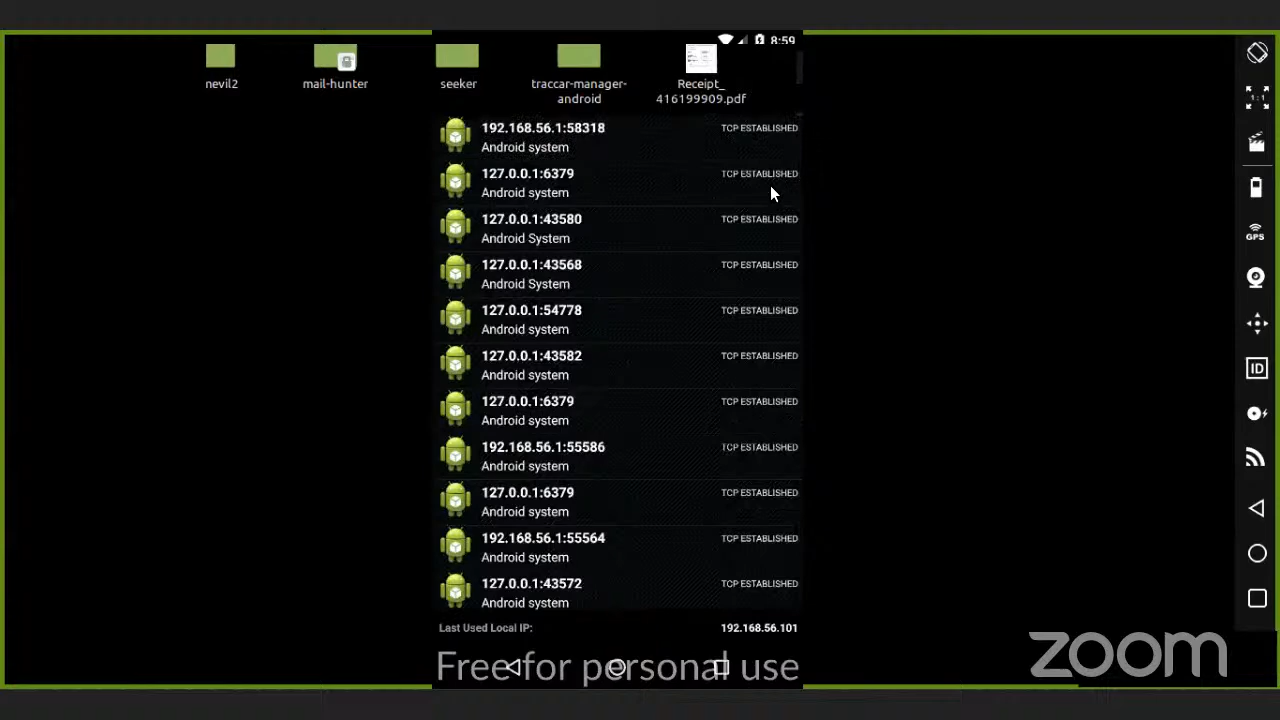 8:59
nevil2
mail-hunter
seeker
traccar-manager-
android
Receipt_
416199909.pdf
192.168.56.1:58318 TCP ESTABLISHED
Android system
127.0.0.1:6379 TCP ESTABLISHED
Android system
127.0.0.1:43580 TCP ESTABLISHED
Android System
127.0.0.1:43568 TCP ESTABLISHED
Android System
127.0.0.1:54778 TCP ESTABLISHED
Android system
127.0.0.1:43582 TCP ESTABLISHED
Android system
127.0.0.1:6379 TCP ESTABLISHED
Android system
192.168.56.1:55586 TCP ESTABLISHED
Android system
127.0.0.1:6379 TCP ESTABLISHED
Android system
192.168.56.1:55564 TCP ESTABLISHED
Android system
127.0.0.1:43572 TCP ESTABLISHED
Android system
Last Used Local IP: 192.168.56.101
Free for personal use
1:1
GPS
ID
zoom